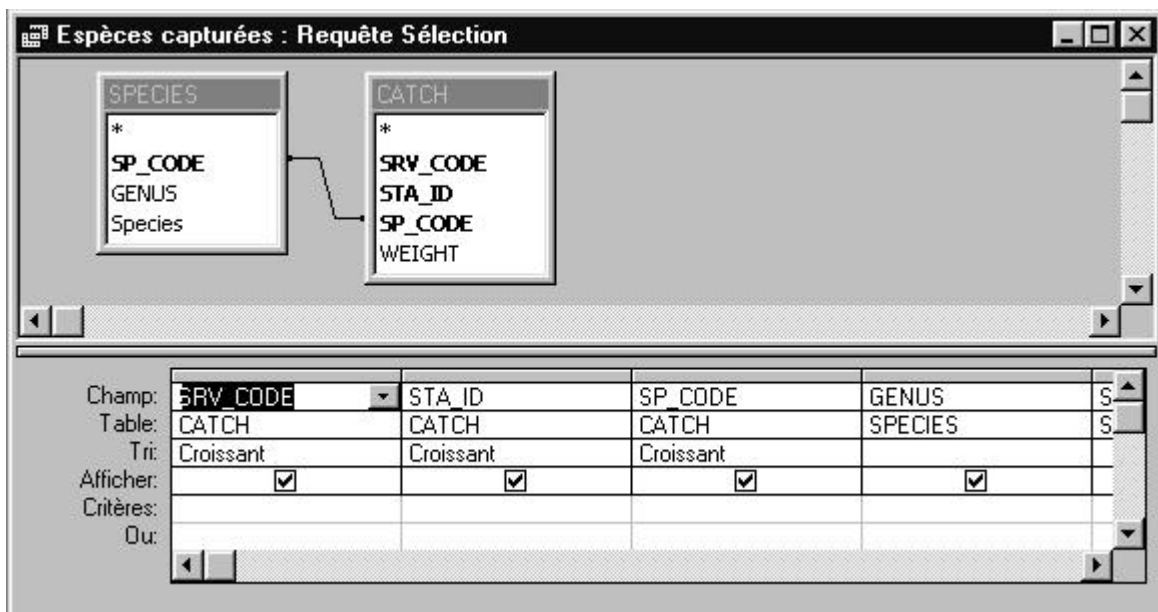 Espèces capturées : Requête Sélection
SPECIES
*
SP_CODE
GENUS
Species
CATCH
*
SRV_CODE
STA_ID
SP_CODE
WEIGHT
Champ: SRV_CODE STA_ID SP_CODE GENUS S
Table: CATCH CATCH CATCH SPECIES S
Tri: Croissant Croissant Croissant
Afficher:
Critères:
Ou: